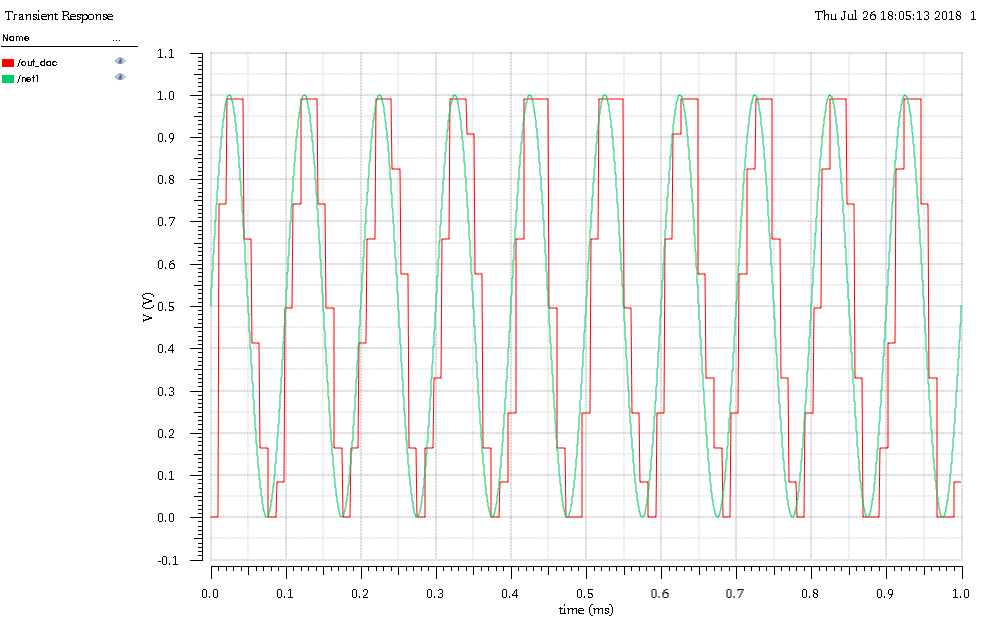 Transient Response
Thu Jul 26 18:05:13 2018 1
Name ...
/out_dac
/net1
1.1
1.0
0.9
0.8
0.7
0.6
0.5
0.4
0.3
0.2
0.1
0.0
-0.1
V (V)
0.0 0.1 0.2 0.3 0.4 0.5 0.6 0.7 0.8 0.9 1.0
time (ms)